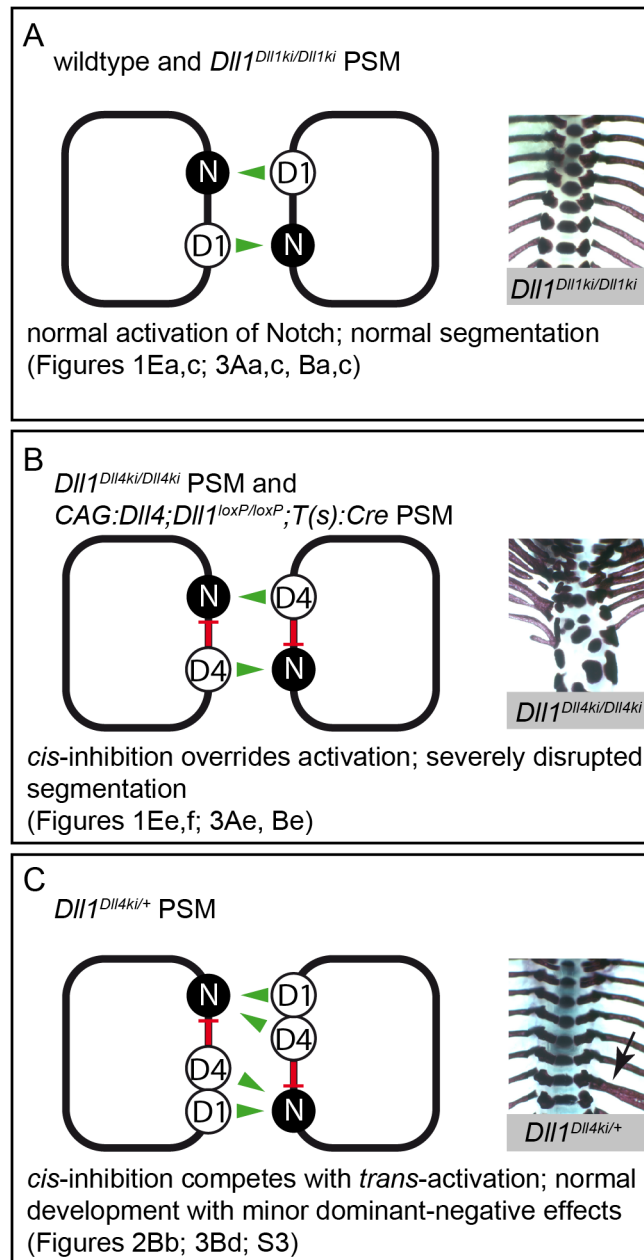 A
wildtype and Dll1Dll1ki/Dll1ki PSM
N
D1
D1
N
Dll1Dll1ki/Dll1ki
normal activation of Notch; normal segmentation
(Figures 1Ea,c; 3Aa,c, Ba,c)
B
Dll1Dll4ki/Dll4ki PSM and
CAG:Dll4;Dll1loxP/loxP;T(s):Cre PSM
N
D4
D4
N
Dll1Dll4ki/Dll4ki
cis-inhibition overrides activation; severely disrupted
segmentation
(Figures 1Ee,f; 3Ae, Be)
C
Dll1Dll4ki/+ PSM
N
D1
D4
D4
D1
N
Dll1Dll4ki/+
cis-inhibition competes with trans-activation; normal
development with minor dominant-negative effects
(Figures 2Bb; 3Bd; S3)